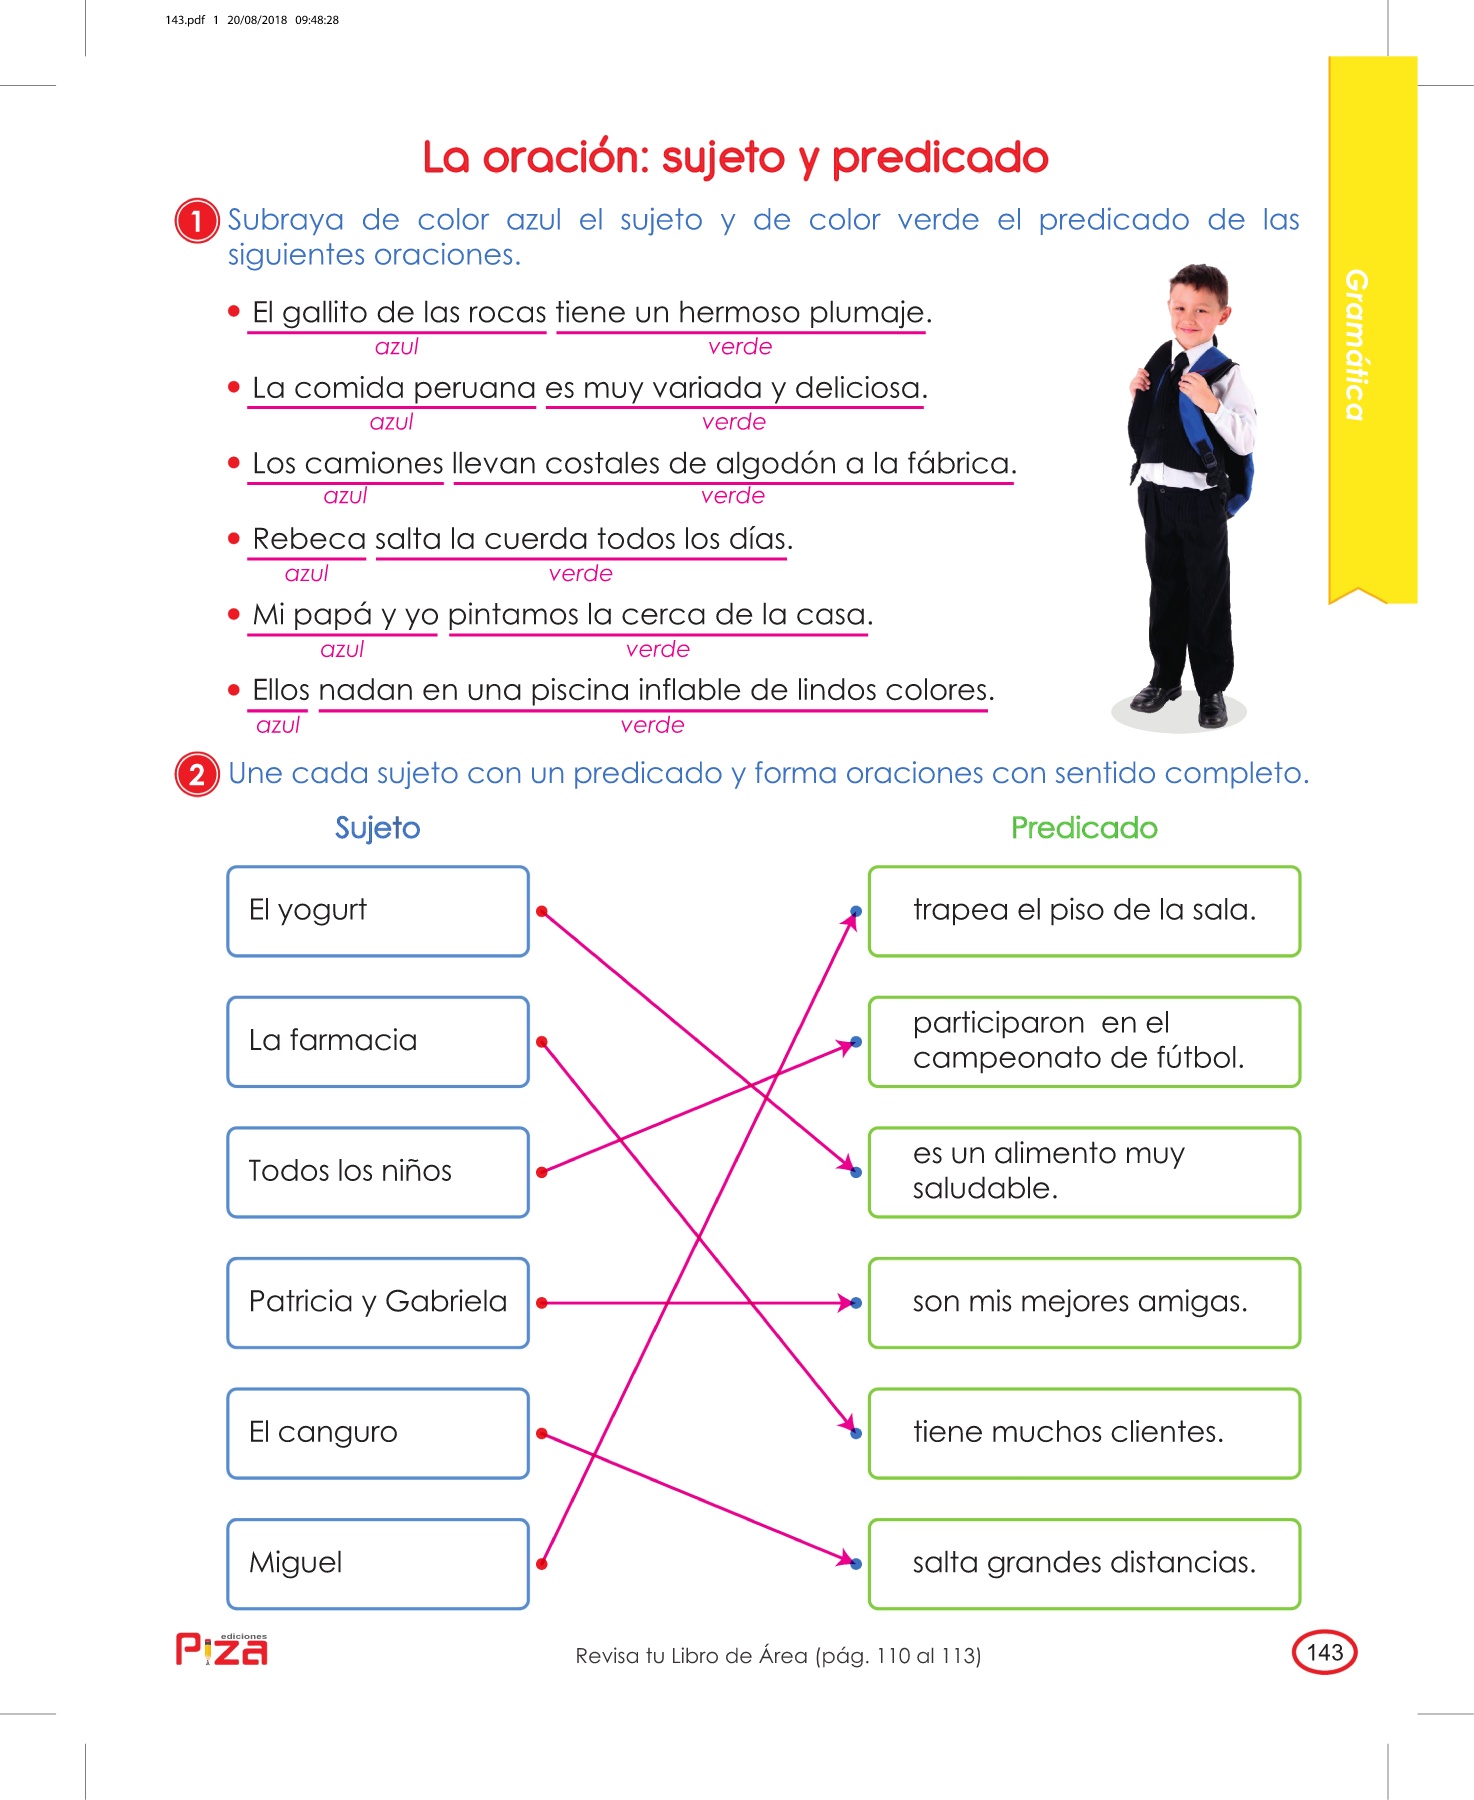 143.pdf 1 20/08/2018 09:48:28
La oración: sujeto y predicado
1 Subraya de color azul el sujeto y de color verde el predicado de las
siguientes oraciones.
• El gallito de las rocas tiene un hermoso plumaje.
azul verde
• La comida peruana es muy variada y deliciosa.
azul verde
• Los camiones llevan costales de algodón a la fábrica.
azul verde
• Rebeca salta la cuerda todos los días.
azul verde
• Mi papá y yo pintamos la cerca de la casa.
azul verde
• Ellos nadan en una piscina inflable de lindos colores.
azul verde
Gramática
2 Une cada sujeto con un predicado y forma oraciones con sentido completo.
Sujeto Predicado
El yogurt trapea el piso de la sala.
La farmacia participaron en el
campeonato de fútbol.
Todos los niños es un alimento muy
saludable.
Patricia y Gabriela son mis mejores amigas.
El canguro tiene muchos clientes.
Miguel salta grandes distancias.
ediciones
Piza
Revisa tu Libro de Área (pág. 110 al 113)
143